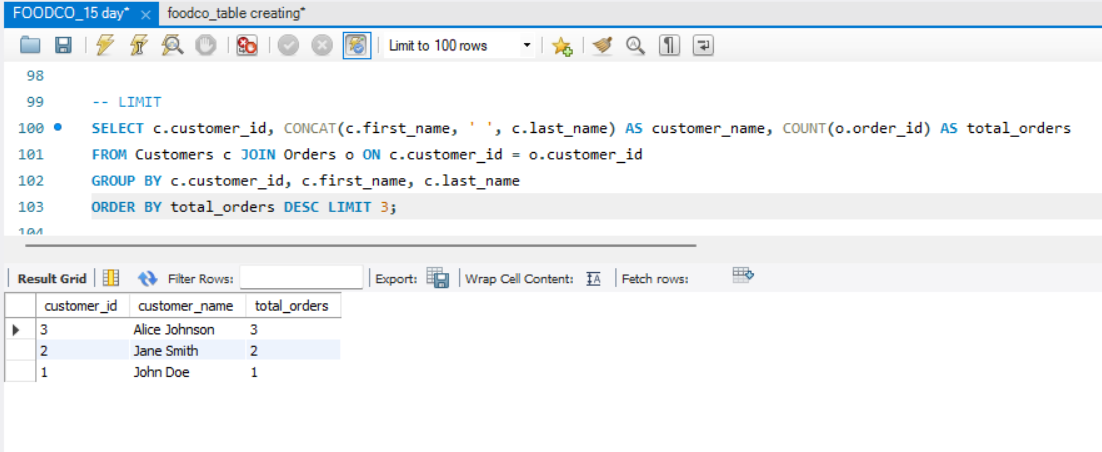 FOODCO_15 day* × foodco_table creating*
Limit to 100 rows
98
99 -- LIMIT
100 SELECT c.customer_id, CONCAT(c.first_name, ' ', c.last_name) AS customer_name, COUNT(o.order_id) AS total_orders
101 FROM Customers c JOIN Orders o ON c.customer_id = o.customer_id
102 GROUP BY c.customer_id, c.first_name, c.last_name
103 ORDER BY total_orders DESC LIMIT 3;
104
Result Grid Filter Rows: Export: Wrap Cell Content: Fetch rows:
customer_id customer_name total_orders
3 Alice Johnson 3
2 Jane Smith 2
1 John Doe 1